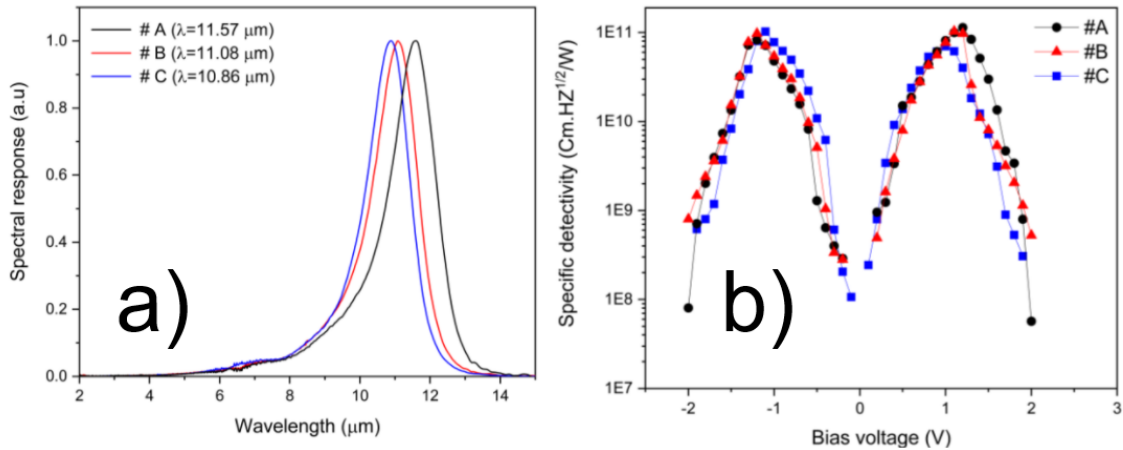 # A (λ=11.57 μm)
# B (λ=11.08 μm)
# C (λ=10.86 μm)
1.0
0.8
0.6
0.4
0.2
0.0
Spectral response (a.u)
2 4 6 8 10 12 14
Wavelength (μm)
a)
#A
#B
#C
1E11
1E10
1E9
1E8
1E7
Specific detectivity (Cm.HZ^1/2/W)
-2 -1 0 1 2 3
Bias voltage (V)
b)